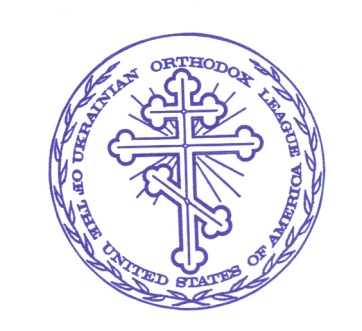 UKRAINIAN ORTHODOX LEAGUE
OF THE UNITED STATES OF AMERICA